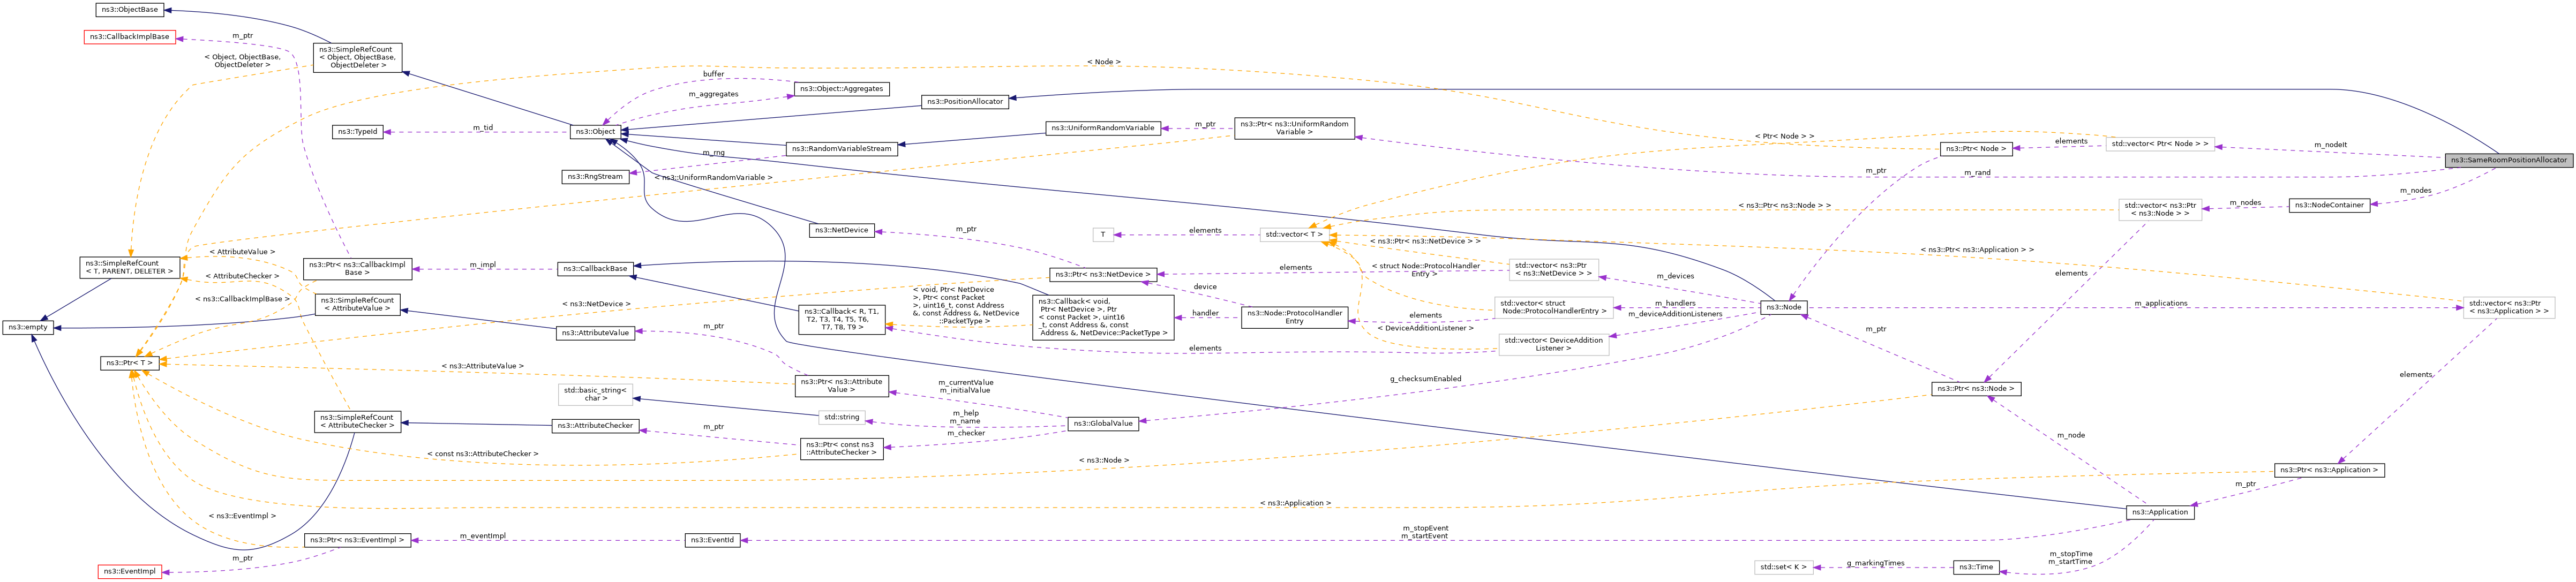 ns3::ObjectBase
ns3::CallbackImplBase
m_ptr
ns3::SimpleRefCount
< Object, ObjectBase,
ObjectDeleter >
< Object, ObjectBase,
ObjectDeleter >
< Node >
buffer
ns3::Object::Aggregates
m_aggregates
ns3::PositionAllocator
ns3::TypeId
m_tid
ns3::Object
ns3::UniformRandomVariable
m_ptr
ns3::Ptr< ns3::UniformRandom
Variable >
< Ptr< Node > >
std::vector< Ptr< Node > >
elements
m_nodeIt
ns3::Ptr< Node >
ns3::SameRoomPositionAllocator
ns3::RandomVariableStream
m_rng
ns3::RngStream
< ns3::UniformRandomVariable >
m_ptr
m_rand
m_nodes
ns3::NodeContainer
m_nodes
std::vector< ns3::Ptr
< ns3::Node > >
< ns3::Ptr< ns3::Node > >
ns3::NetDevice
m_ptr
T
elements
std::vector< T >
< ns3::Ptr< ns3::NetDevice > >
< ns3::Ptr< ns3::Application > >
< AttributeValue >
ns3::SimpleRefCount
< T, PARENT, DELETER >
ns3::Ptr< ns3::CallbackImpl
Base >
m_impl
ns3::CallbackBase
ns3::Ptr< ns3::NetDevice >
elements
< struct Node::ProtocolHandler
Entry >
std::vector< ns3::Ptr
< ns3::NetDevice > >
m_devices
elements
< AttributeChecker >
< ns3::CallbackImplBase >
ns3::SimpleRefCount
< AttributeValue >
< ns3::NetDevice >
ns3::Callback< R, T1,
T2, T3, T4, T5, T6,
T7, T8, T9 >
< void, Ptr< NetDevice
>, Ptr< const Packet
>, uint16_t, const Address
&, const Address &, NetDevice
::PacketType >
ns3::Callback< void,
Ptr< NetDevice >, Ptr
< const Packet >, uint16
_t, const Address &, const
Address &, NetDevice::PacketType >
device
handler
ns3::Node::ProtocolHandler
Entry
elements
std::vector< struct
Node::ProtocolHandlerEntry >
m_handlers
m_deviceAdditionListeners
ns3::Node
m_applications
std::vector< ns3::Ptr
< ns3::Application > >
ns3::empty
ns3::AttributeValue
m_ptr
< DeviceAdditionListener >
std::vector< DeviceAddition
Listener >
elements
m_ptr
ns3::Ptr< T >
< ns3::AttributeValue >
ns3::Ptr< ns3::Attribute
Value >
m_currentValue
m_initialValue
g_checksumEnabled
elements
ns3::Ptr< ns3::Node >
std::basic_string<
char >
std::string
m_help
m_name
ns3::GlobalValue
m_checker
ns3::SimpleRefCount
< AttributeChecker >
ns3::AttributeChecker
m_ptr
ns3::Ptr< const ns3
::AttributeChecker >
< const ns3::AttributeChecker >
< ns3::Node >
m_node
ns3::Ptr< ns3::Application >
m_ptr
< ns3::Application >
ns3::Application
< ns3::EventImpl >
ns3::Ptr< ns3::EventImpl >
m_eventImpl
ns3::EventId
m_stopEvent
m_startEvent
m_ptr
ns3::EventImpl
std::set< K >
g_markingTimes
ns3::Time
m_stopTime
m_startTime